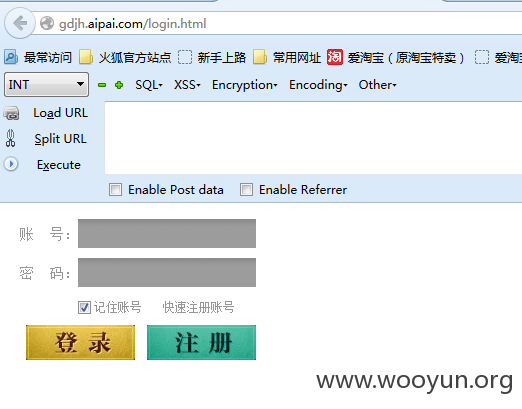 gdjh.aipai.com/login.html
最常访问 火狐官方站点 新手上路 常用网址 淘 爱淘宝（原淘宝特卖） 爱淘宝
INT SQL XSS Encryption Encoding Other
Load URL
Split URL
Execute
Enable Post data Enable Referrer
账 号：
密 码：
记住账号 快速注册账号
登录 注册
www.wooyun.org